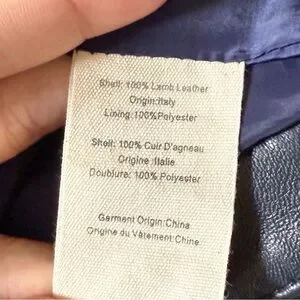 Shell: 100% Lamb Leather
Origin:Italy
Lining:100%Polyester
Shell: 100% Cuir D'agneau
Origine :Italie
Doublure: 100% Polyester
Garment Origin:China
Origine du Vêtement:Chine